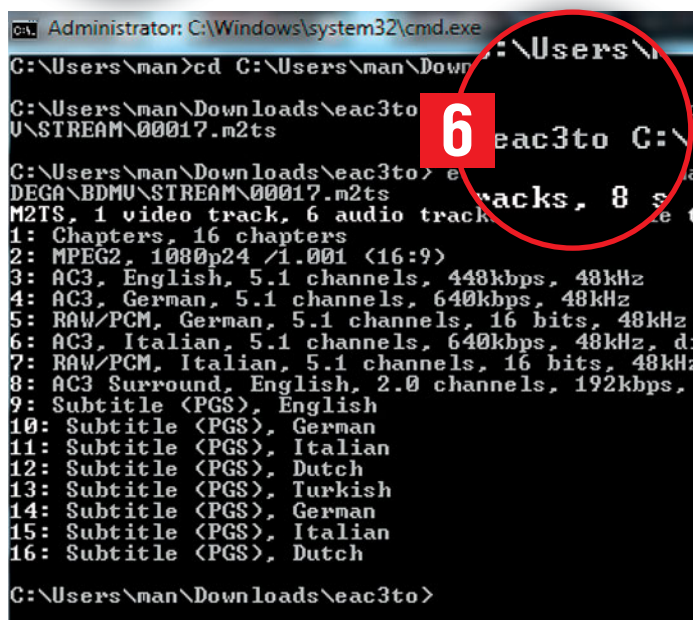 Administrator: C:\Windows\system32\cmd.exe
C:\Users\man>cd C:\Users\man\Down
:\Users\
C:\Users\man\Downloads\eac3to
V\STREAM\00017.m2ts
6
eac3to C:\
C:\Users\man\Downloads\eac3to> e
DEGA\BDMV\STREAM\00017.m2ts
racks, 8 s
M2TS, 1 video track, 6 audio track
1: Chapters, 16 chapters
2: MPEG2, 1080p24 /1.001 (16:9)
3: AC3, English, 5.1 channels, 448kbps, 48kHz
4: AC3, German, 5.1 channels, 640kbps, 48kHz
5: RAW/PCM, German, 5.1 channels, 16 bits, 48kHz
6: AC3, Italian, 5.1 channels, 640kbps, 48kHz, di
7: RAW/PCM, Italian, 5.1 channels, 16 bits, 48kHz
8: AC3 Surround, English, 2.0 channels, 192kbps,
9: Subtitle (PGS), English
10: Subtitle (PGS), German
11: Subtitle (PGS), Italian
12: Subtitle (PGS), Dutch
13: Subtitle (PGS), Turkish
14: Subtitle (PGS), German
15: Subtitle (PGS), Italian
16: Subtitle (PGS), Dutch
C:\Users\man\Downloads\eac3to>